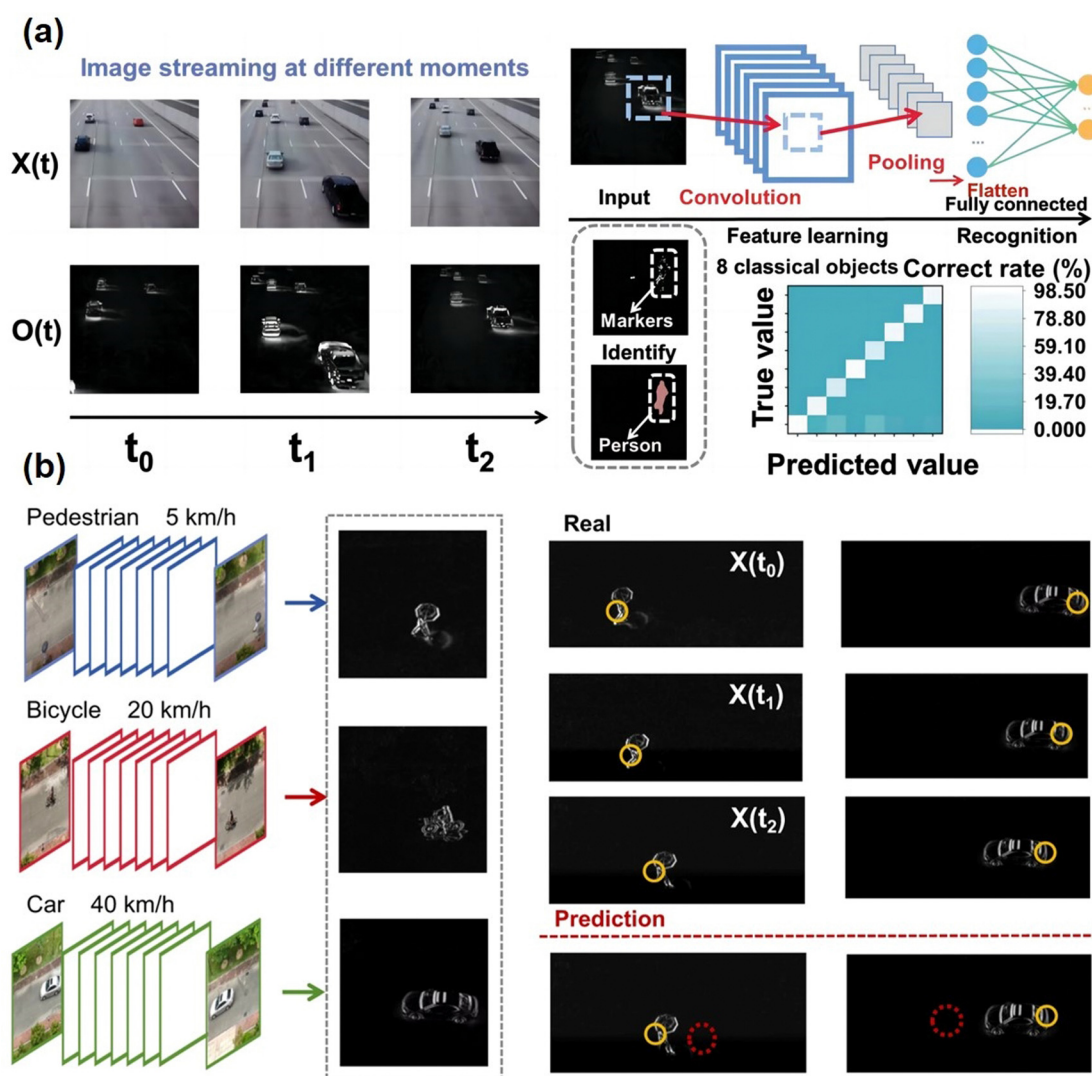 (a)
Image streaming at different moments
X(t)
O(t)
t0
t1
t2
Input
Convolution
Pooling
Flatten
Fully connected
Feature learning
Recognition
Markers
Identify
Person
8 classical objects
Correct rate (%)
True value
Predicted value
98.50
78.80
59.10
39.40
19.70
0.000
...
...
(b)
Pedestrian 5 km/h
Bicycle 20 km/h
Car 40 km/h
Real
X(t0)
X(t1)
X(t2)
Prediction